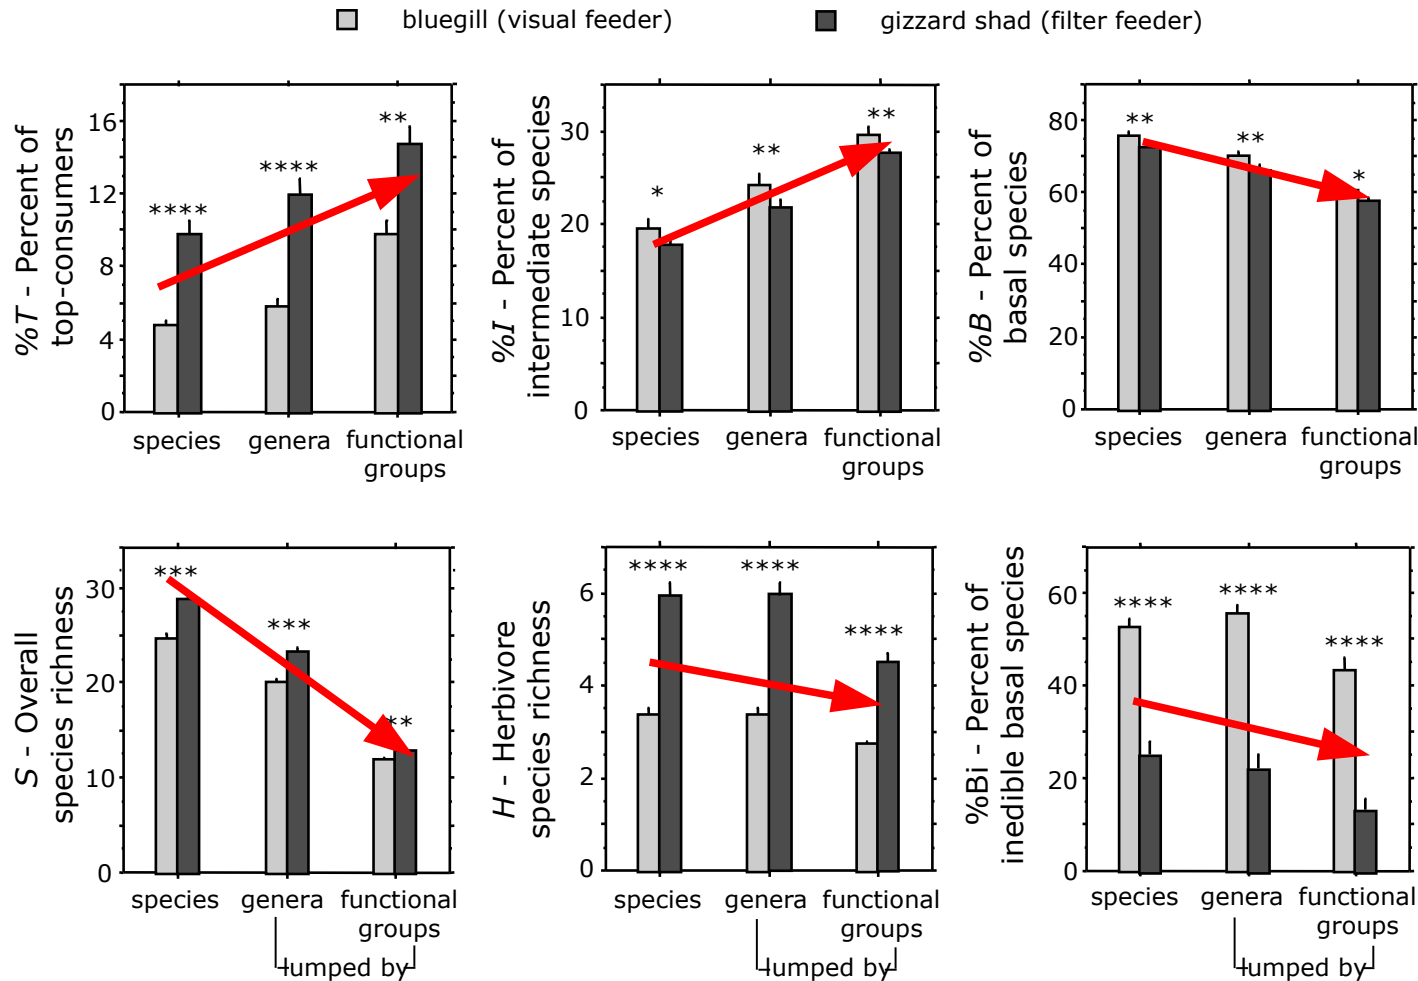 bluegill (visual feeder)
gizzard shad (filter feeder)
%T - Percent of
top-consumers
16
12
8
4
0
****
****
**
species
genera
functional
groups
%I - Percent of
intermediate species
30
20
10
0
*
**
**
species
genera
functional
groups
%B - Percent of
basal species
80
60
40
20
0
**
**
*
species
genera
functional
groups
S - Overall
species richness
30
20
10
0
***
***
**
species
genera
functional
groups
lumped by
H - Herbivore
species richness
6
4
2
0
****
****
****
species
genera
functional
groups
lumped by
%Bi - Percent of
inedible basal species
60
40
20
0
****
****
****
species
genera
functional
groups
lumped by